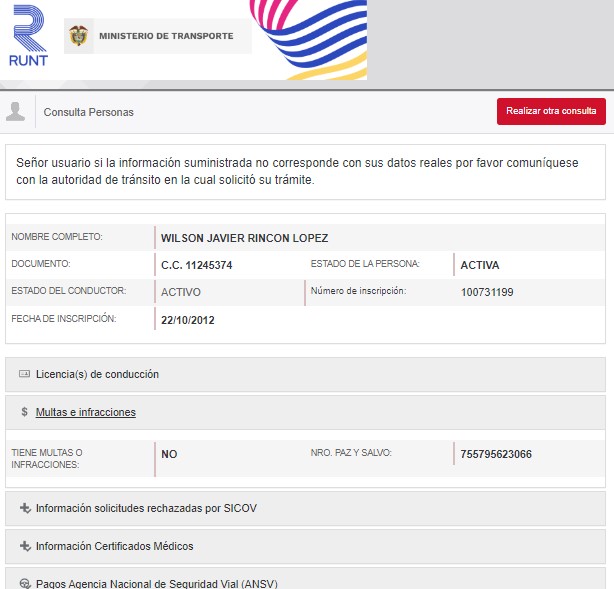 RUNT
MINISTERIO DE TRANSPORTE
Consulta Personas
Realizar otra consulta
Señor usuario si la información suministrada no corresponde con sus datos reales por favor comuníquese
con la autoridad de tránsito en la cual solicitó su trámite.
NOMBRE COMPLETO: WILSON JAVIER RINCON LOPEZ
DOCUMENTO: C.C. 11245374 ESTADO DE LA PERSONA: ACTIVA
ESTADO DEL CONDUCTOR: ACTIVO Número de inscripción: 100731199
FECHA DE INSCRIPCIÓN: 22/10/2012
Licencia(s) de conducción
$ Multas e infracciones
TIENE MULTAS O
INFRACCIONES: NO NRO. PAZ Y SALVO: 755795623066
Información solicitudes rechazadas por SICOV
Información Certificados Médicos
Pagos Agencia Nacional de Seguridad Vial (ANSV)